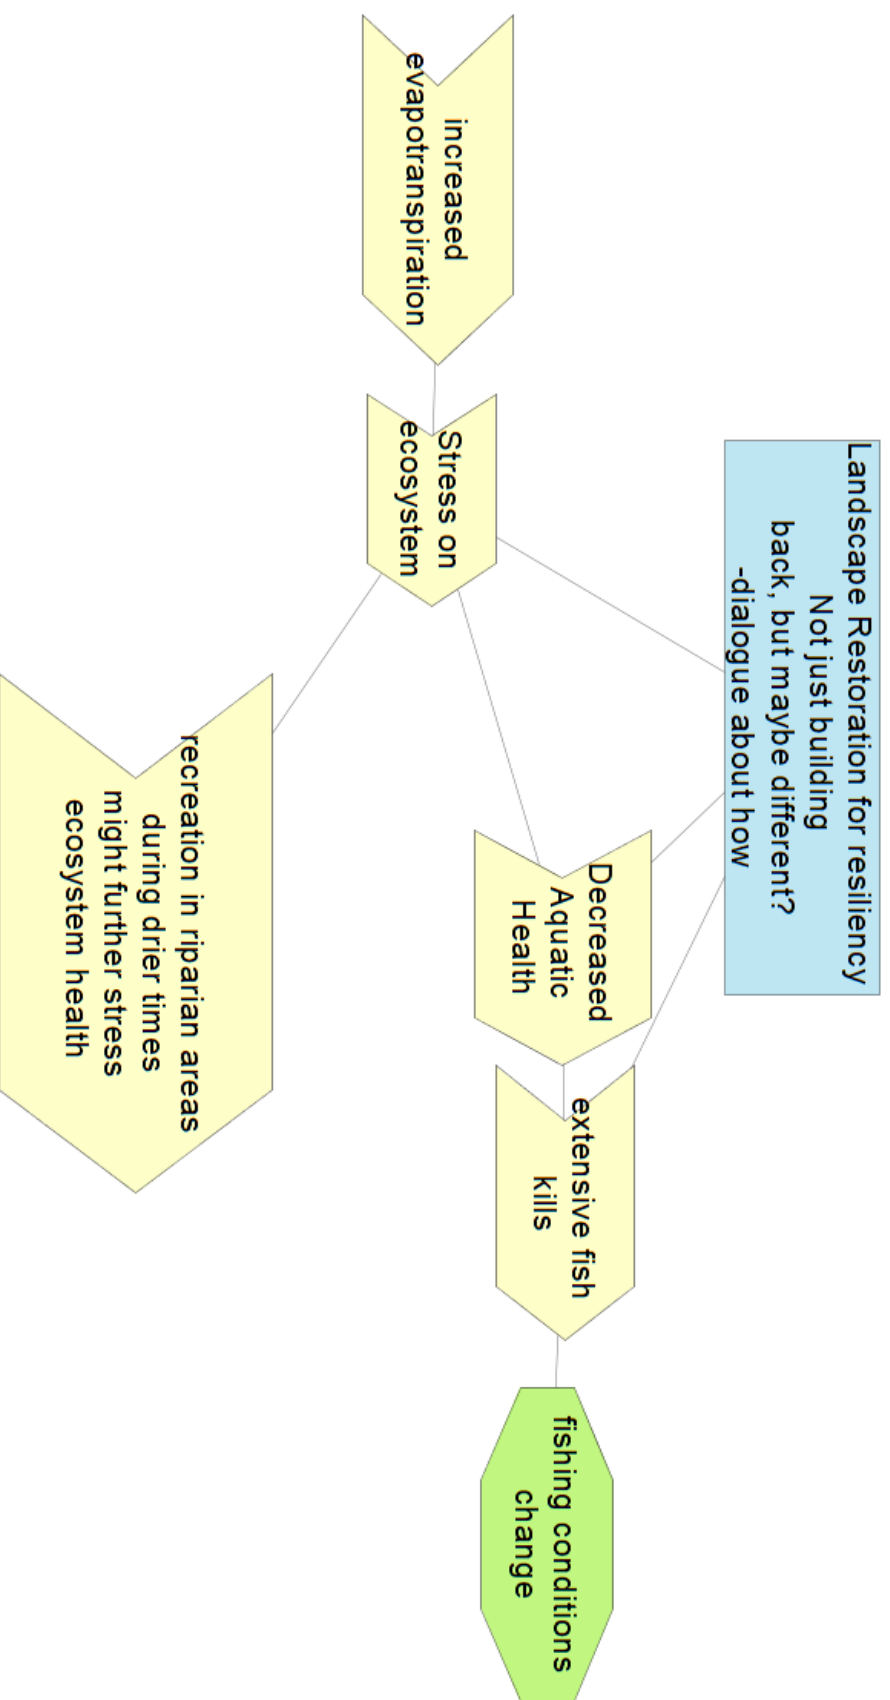 Landscape Restoration for resiliency
Not just building
back, but maybe different?
-dialogue about how
increased
evapotranspiration
Stress on
ecosystem
Decreased
Aquatic
Health
extensive fish
kills
fishing conditions
change
recreation in riparian areas
during drier times
might further stress
ecosystem health